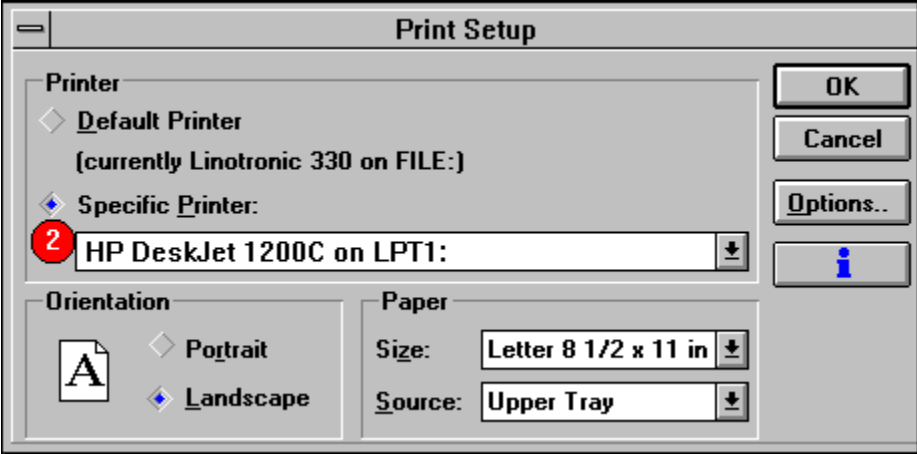 Print Setup
Printer
Default Printer
(currently Linotronic 330 on FILE:)
Specific Printer:
2
HP DeskJet 1200C on LPT1:
OK
Cancel
Options..
i
Orientation
A
Portrait
Landscape
Paper
Size:
Letter 8 1/2 x 11 in
Source:
Upper Tray